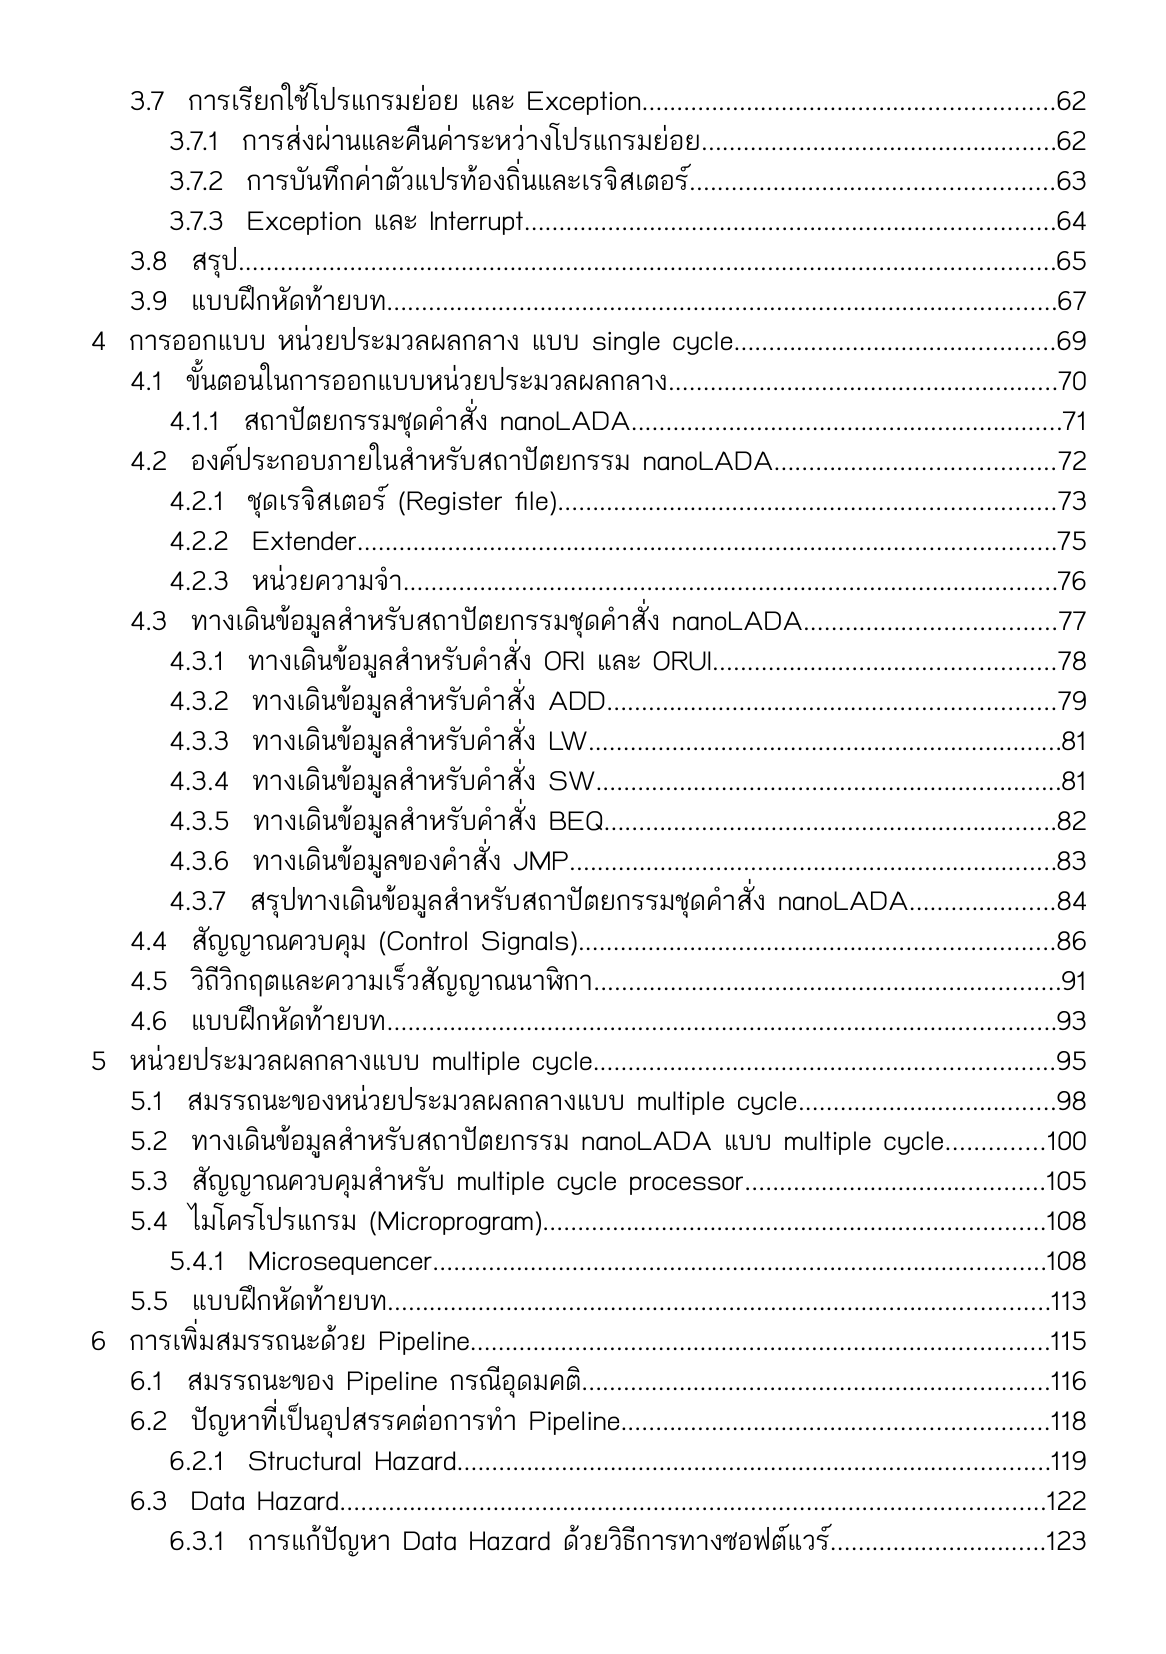 3.7 การเรียกใช้โปรแกรมย่อย และ Exception.............................................................62
3.7.1 การส่งผ่านและคืนค่าระหว่างโปรแกรมย่อย....................................................62
3.7.2 การบันทึกค่าตัวแปรท้องถิ่นและเรจิสเตอร์......................................................63
3.7.3 Exception และ Interrupt..............................................................................64
3.8 สรุป........................................................................................................................65
3.9 แบบฝึกหัดท้ายบท..................................................................................................67
4 การออกแบบ หน่วยประมวลผลกลาง แบบ single cycle...............................................69
4.1 ขั้นตอนในการออกแบบหน่วยประมวลผลกลาง.........................................................70
4.1.1 สถาปัตยกรรมชุดคำสั่ง nanoLADA...............................................................71
4.2 องค์ประกอบภายในสำหรับสถาปัตยกรรม nanoLADA..........................................72
4.2.1 ชุดเรจิสเตอร์ (Register file).........................................................................73
4.2.2 Extender......................................................................................................75
4.2.3 หน่วยความจำ................................................................................................76
4.3 ทางเดินข้อมูลสำหรับสถาปัตยกรรมชุดคำสั่ง nanoLADA.....................................77
4.3.1 ทางเดินข้อมูลสำหรับคำสั่ง ORI และ ORUI..................................................78
4.3.2 ทางเดินข้อมูลสำหรับคำสั่ง ADD..................................................................79
4.3.3 ทางเดินข้อมูลสำหรับคำสั่ง LW.....................................................................81
4.3.4 ทางเดินข้อมูลสำหรับคำสั่ง SW....................................................................81
4.3.5 ทางเดินข้อมูลสำหรับคำสั่ง BEQ..................................................................82
4.3.6 ทางเดินข้อมูลของคำสั่ง JMP.......................................................................83
4.3.7 สรุปทางเดินข้อมูลสำหรับสถาปัตยกรรมชุดคำสั่ง nanoLADA......................84
4.4 สัญญาณควบคุม (Control Signals)......................................................................86
4.5 วิถีวิกฤตและความเร็วสัญญาณนาฬิกา....................................................................91
4.6 แบบฝึกหัดท้ายบท..................................................................................................93
5 หน่วยประมวลผลกลางแบบ multiple cycle....................................................................95
5.1 สมรรถนะของหน่วยประมวลผลกลางแบบ multiple cycle......................................98
5.2 ทางเดินข้อมูลสำหรับสถาปัตยกรรม nanoLADA แบบ multiple cycle...............100
5.3 สัญญาณควบคุมสำหรับ multiple cycle processor............................................105
5.4 ไมโครโปรแกรม (Microprogram)..........................................................................108
5.4.1 Microsequencer.........................................................................................108
5.5 แบบฝึกหัดท้ายบท.................................................................................................113
6 การเพิ่มสมรรถนะด้วย Pipeline.....................................................................................115
6.1 สมรรถนะของ Pipeline กรณีอุดมคติ.....................................................................116
6.2 ปัญหาที่เป็นอุปสรรคต่อการทำ Pipeline...............................................................118
6.2.1 Structural Hazard.......................................................................................119
6.3 Data Hazard........................................................................................................122
6.3.1 การแก้ปัญหา Data Hazard ด้วยวิธีการทางซอฟต์แวร์................................123